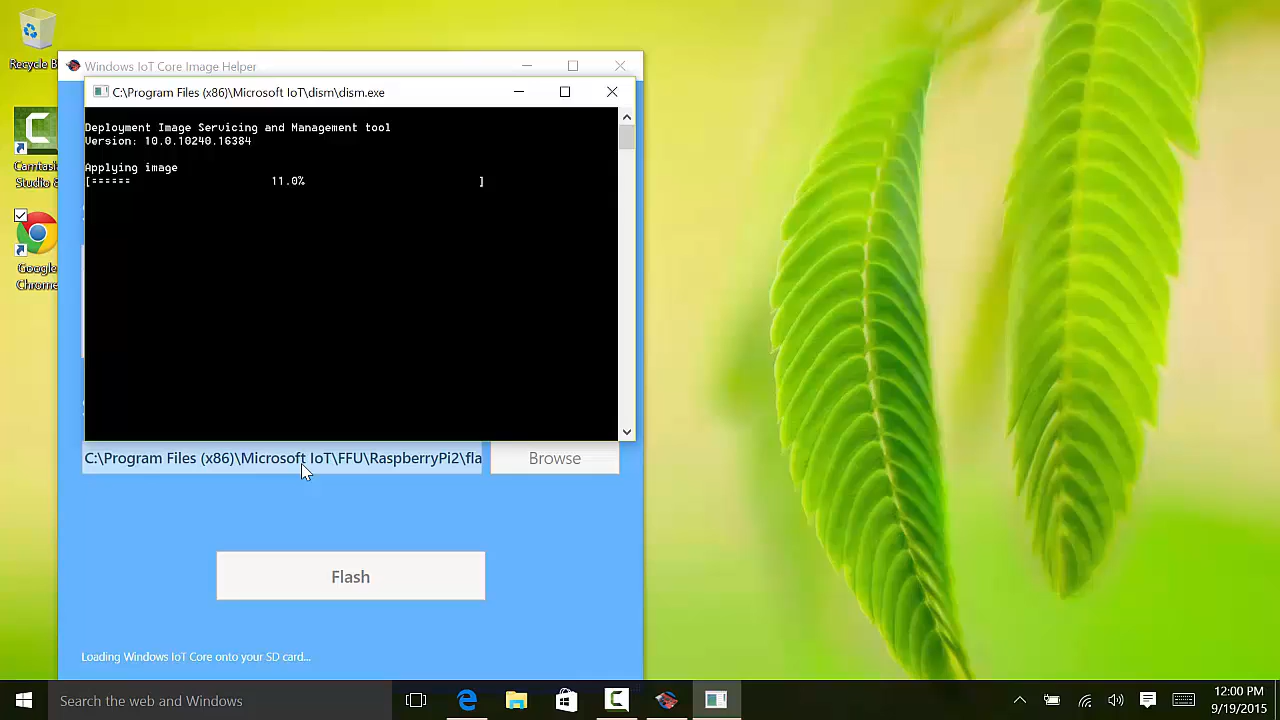 Recycle B
Windows IoT Core Image Helper
C:\Program Files (x86)\Microsoft IoT\dism\dism.exe
Deployment Image Servicing and Management tool
Version: 10.0.10240.16384
Applying image
[====== 11.0% ]
Camtas
Studio 8
Google
Chrome
C:\Program Files (x86)\Microsoft IoT\FFU\RaspberryPi2\fla
Browse
Flash
Loading Windows IoT Core onto your SD card...
Search the web and Windows
12:00 PM
9/19/2015